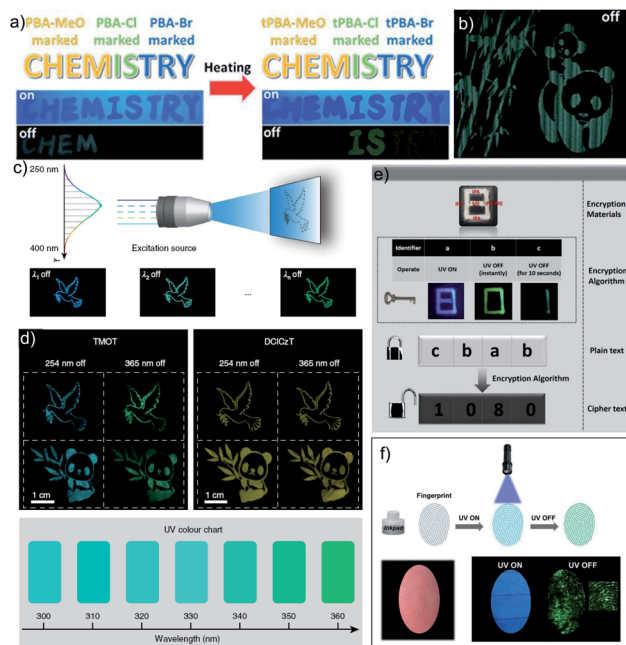 a)
PBA-MeO PBA-Cl PBA-Br
marked marked marked
CHEMISTRY
on
CHEMISTRY
off
CHEM
Heating
tPBA-MeO tPBA-Cl tPBA-Br
marked marked marked
CHEMISTRY
on
CHEMISTRY
off
ISTRY
b)
off
c)
250 nm
400 nm
λ
Excitation source
λ1 off
λ2 off
...
λn off
d)
TMOT
254 nm off 365 nm off
1 cm
DCICzT
254 nm off 365 nm off
1 cm
UV colour chart
300 310 320 330 340 350 360
Wavelength (nm)
e)
IPA
IPA
Encryption
Materials
Identifier a b c
Operate UV ON UV OFF (instantly) UV OFF (for 10 seconds)
Encryption
Algorithm
c b a b
Plain text
Encryption Algorithm
1 0 8 0
Cipher text
f)
Fingerprint
Inkpad
UV ON
UV OFF
UV ON
UV OFF